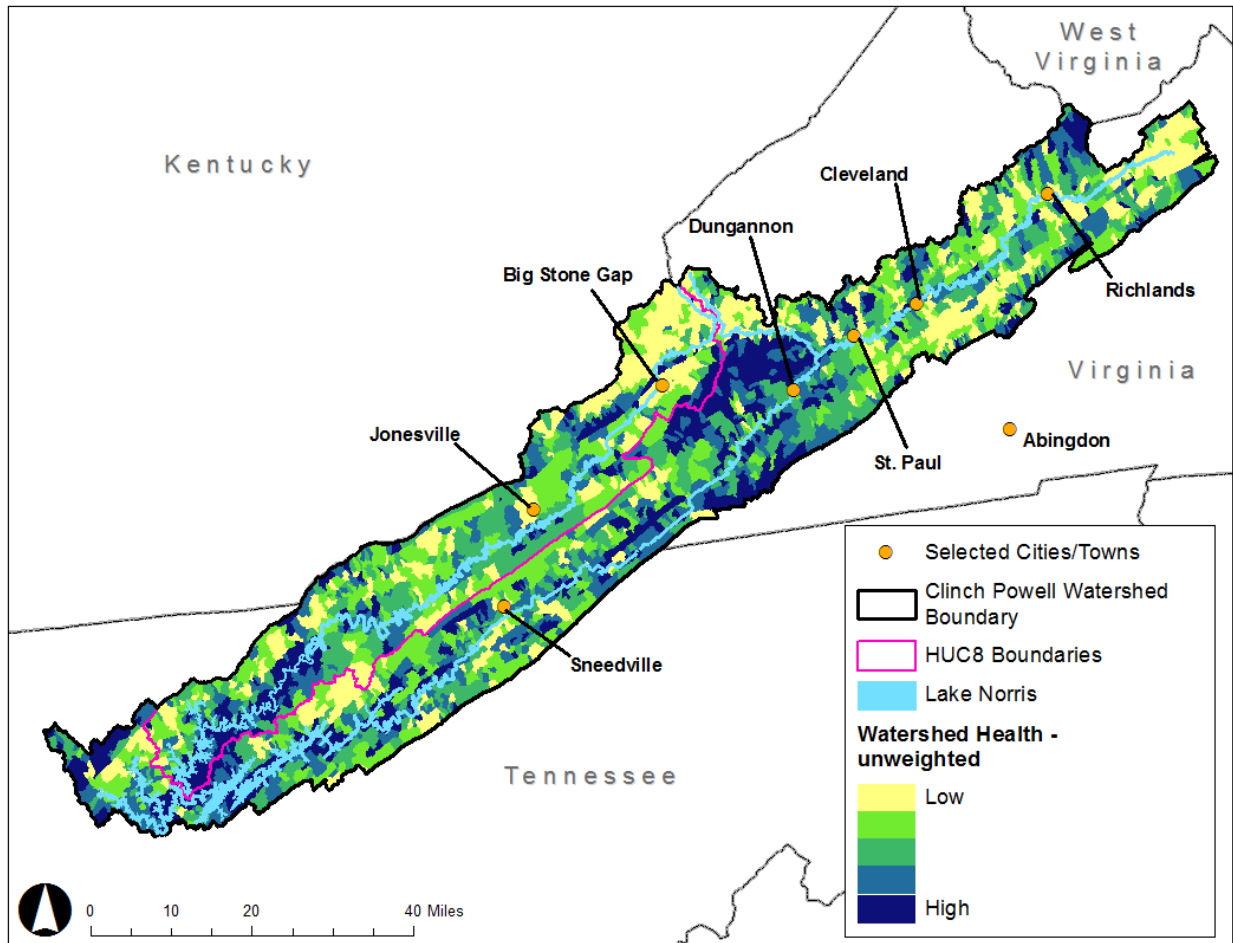 West
Virginia
Kentucky
Cleveland
Dungannon
Big Stone Gap
Richlands
Virginia
Jonesville
Abingdon
St. Paul
Sneedville
Tennessee
Selected Cities/Towns
Clinch Powell Watershed
Boundary
HUC8 Boundaries
Lake Norris
Watershed Health -
unweighted
Low
High
0 10 20 40 Miles